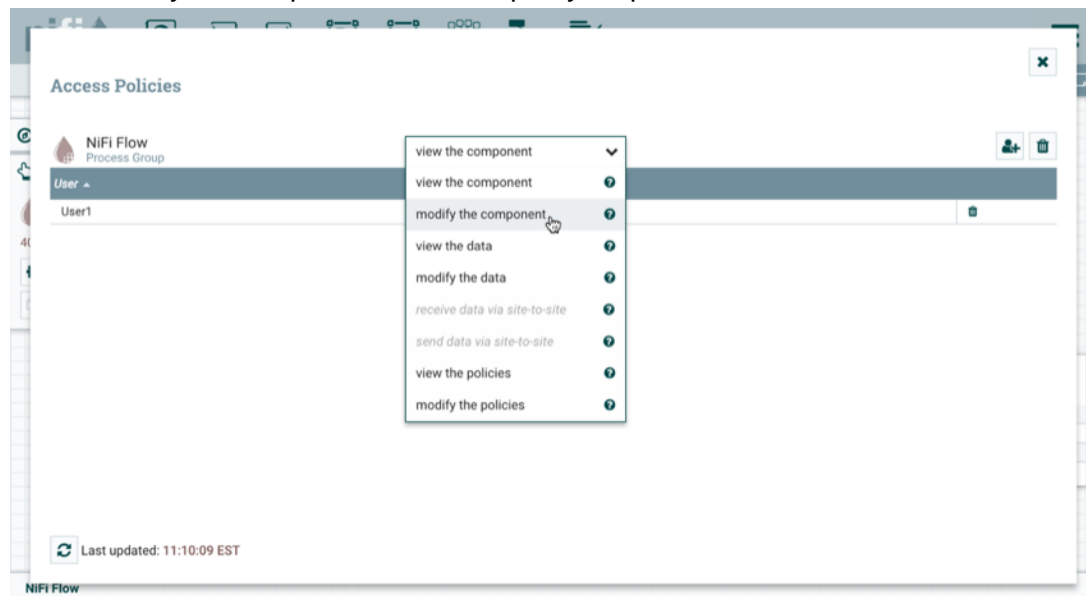 Access Policies
NiFi Flow
Process Group
view the component
User
view the component
User1
modify the component
view the data
modify the data
receive data via site-to-site
send data via site-to-site
view the policies
modify the policies
Last updated: 11:10:09 EST
NiFi Flow